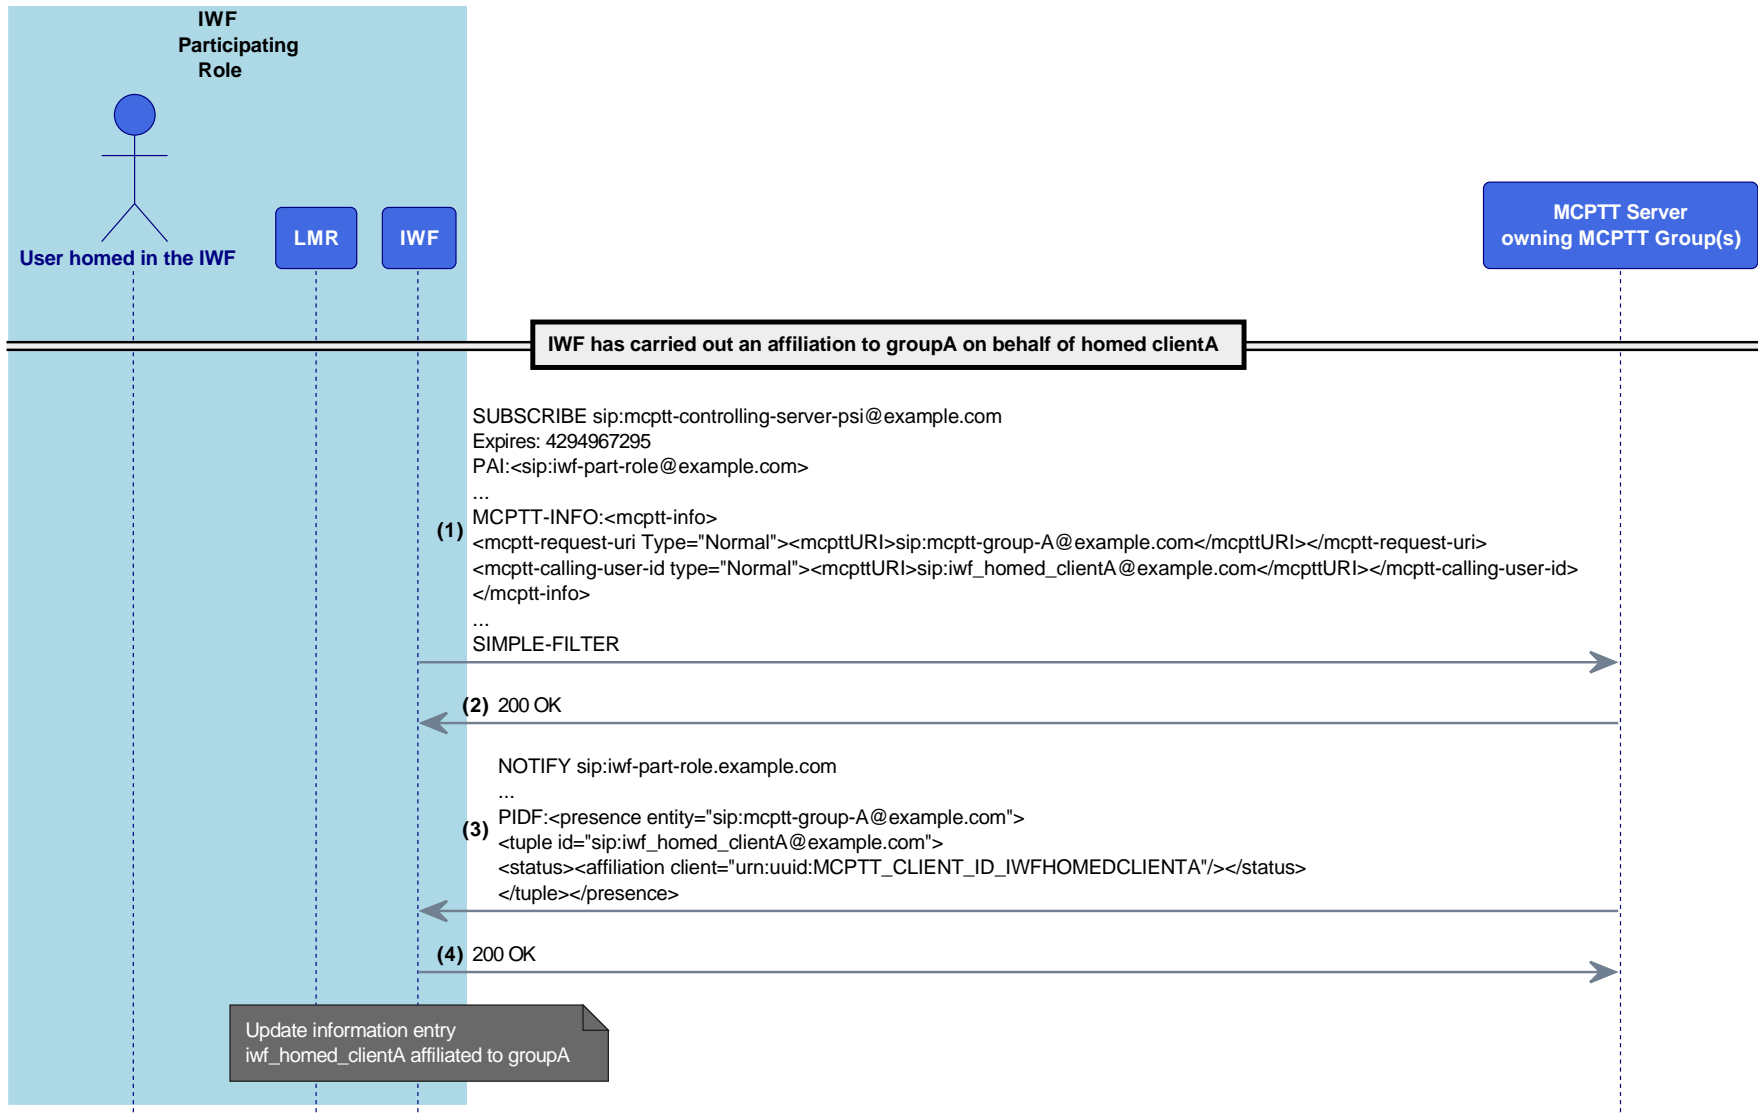 IWF
Participating
Role
User homed in the IWF
LMR
IWF
MCPTT Server
owning MCPTT Group(s)
IWF has carried out an affiliation to groupA on behalf of homed clientA
SUBSCRIBE sip:mcptt-controlling-server-psi@example.com
Expires: 4294967295
PAI:<sip:iwf-part-role@example.com>
...
(1) MCPTT-INFO:<mcptt-info>
<mcptt-request-uri Type="Normal"><mcpttURI>sip:mcptt-group-A@example.com</mcpttURI></mcptt-request-uri>
<mcptt-calling-user-id type="Normal"><mcpttURI>sip:iwf_homed_clientA@example.com</mcpttURI></mcptt-calling-user-id>
</mcptt-info>
...
SIMPLE-FILTER
(2) 200 OK
NOTIFY sip:iwf-part-role.example.com
...
(3) PIDF:<presence entity="sip:mcptt-group-A@example.com">
<tuple id="sip:iwf_homed_clientA@example.com">
<status><affiliation client="urn:uuid:MCPTT_CLIENT_ID_IWFHOMEDCLIENTA"/></status>
</tuple></presence>
(4) 200 OK
Update information entry
iwf_homed_clientA affiliated to groupA